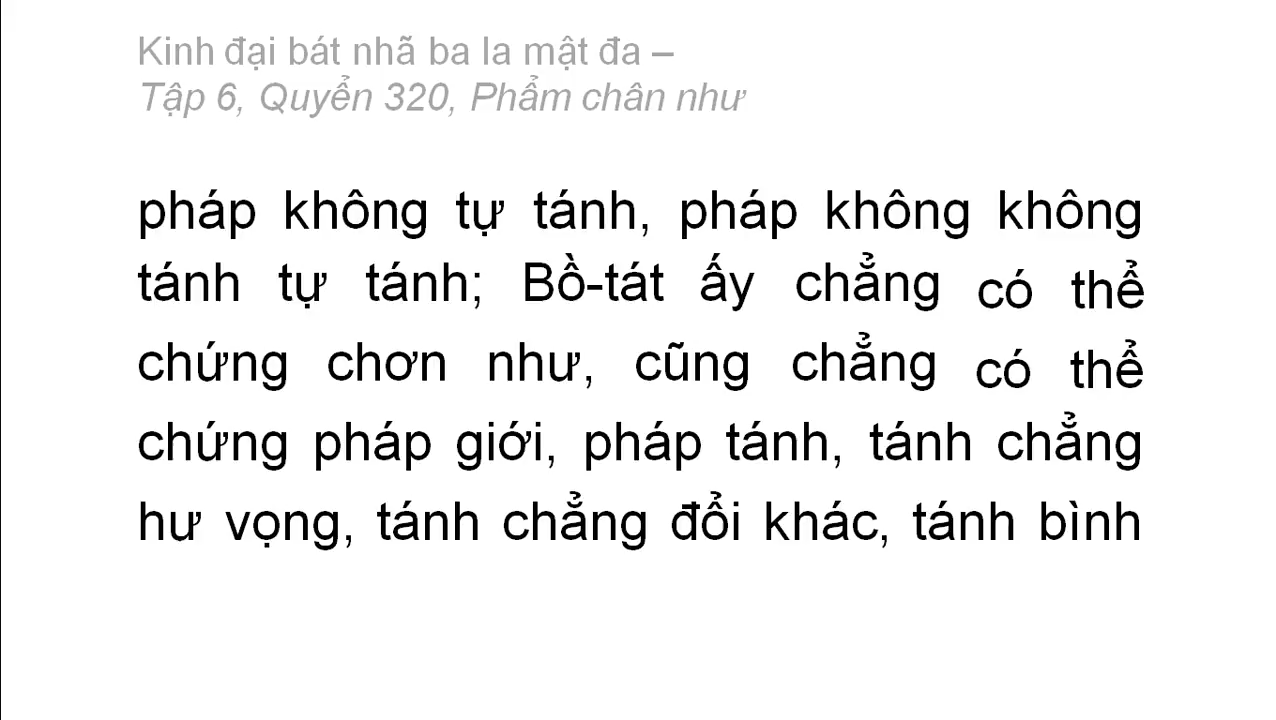 Kinh đại bát nhã ba la mật đa –
Tập 6, Quyển 320, Phẩm chân như
pháp không tự tánh, pháp không không
tánh tự tánh; Bồ-tát ấy chẳng có thể
chứng chơn như, cũng chẳng có thể
chứng pháp giới, pháp tánh, tánh chẳng
hư vọng, tánh chẳng đổi khác, tánh bình